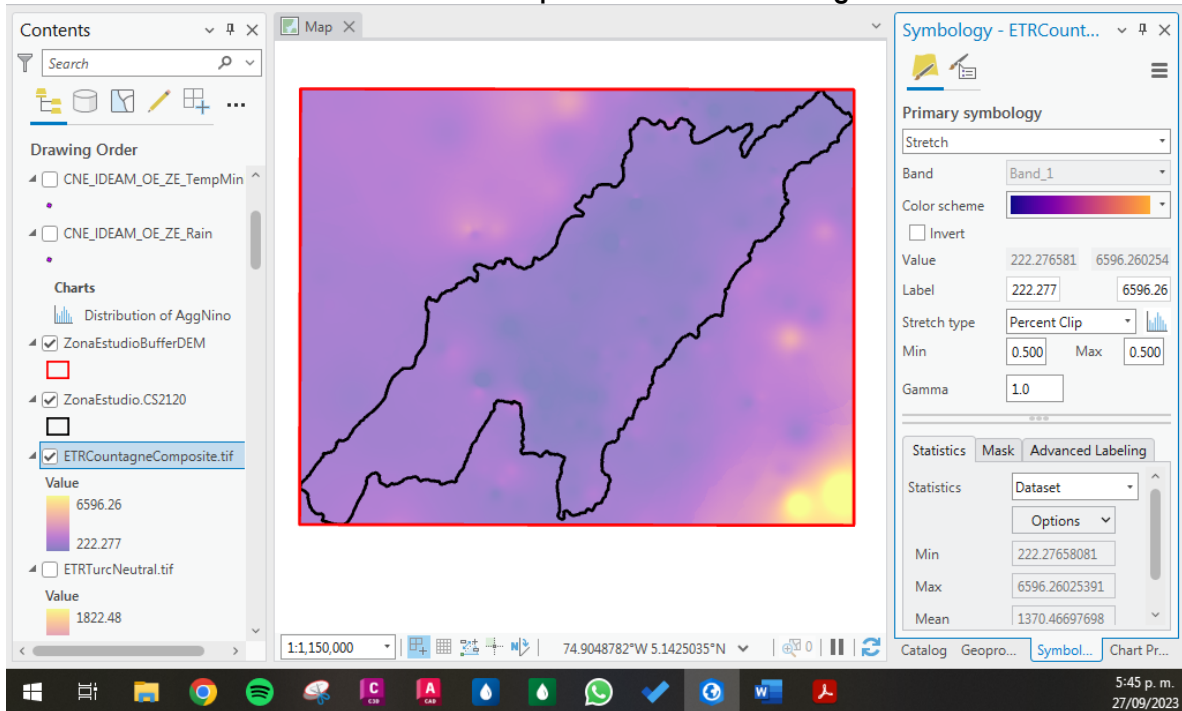 Contents
Search
Drawing Order
CNE_IDEAM_OE_ZE_TempMin
CNE_IDEAM_OE_ZE_Rain
Charts
Distribution of AggNino
ZonaEstudioBufferDEM
ZonaEstudio.CS2120
ETRCountagneComposite.tif
Value
6596.26
222.277
ETRTurcNeutral.tif
Value
1822.48
Map
1:1,150,000
74.9048782°W 5.1425035°N
0
Symbology - ETRCount...
Primary symbology
Stretch
Band Band_1
Color scheme
Invert
Value 222.276581 6596.260254
Label 222.277 6596.26
Stretch type Percent Clip
Min 0.500 Max 0.500
Gamma 1.0
Statistics Mask Advanced Labeling
Statistics Dataset
Options
Min 222.27658081
Max 6596.26025391
Mean 1370.46697698
Catalog Geopro... Symbol... Chart Pr...
C
C3D
A
CAD
W
5:45 p. m.
27/09/2023